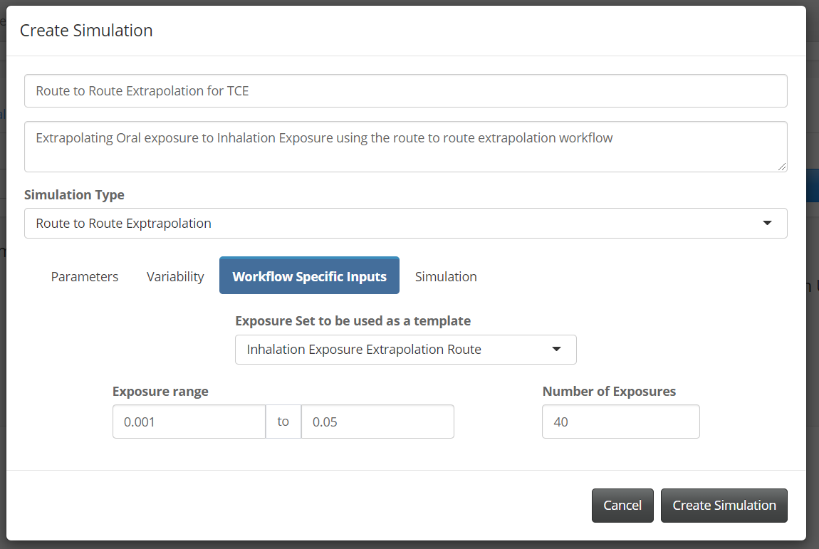 Create Simulation
Route to Route Extrapolation for TCE
Extrapolating Oral exposure to Inhalation Exposure using the route to route extrapolation workflow
Simulation Type
Route to Route Exptrapolation
Parameters Variability Workflow Specific Inputs Simulation
Exposure Set to be used as a template
Inhalation Exposure Extrapolation Route
Exposure range Number of Exposures
0.001 to 0.05 40
Cancel Create Simulation